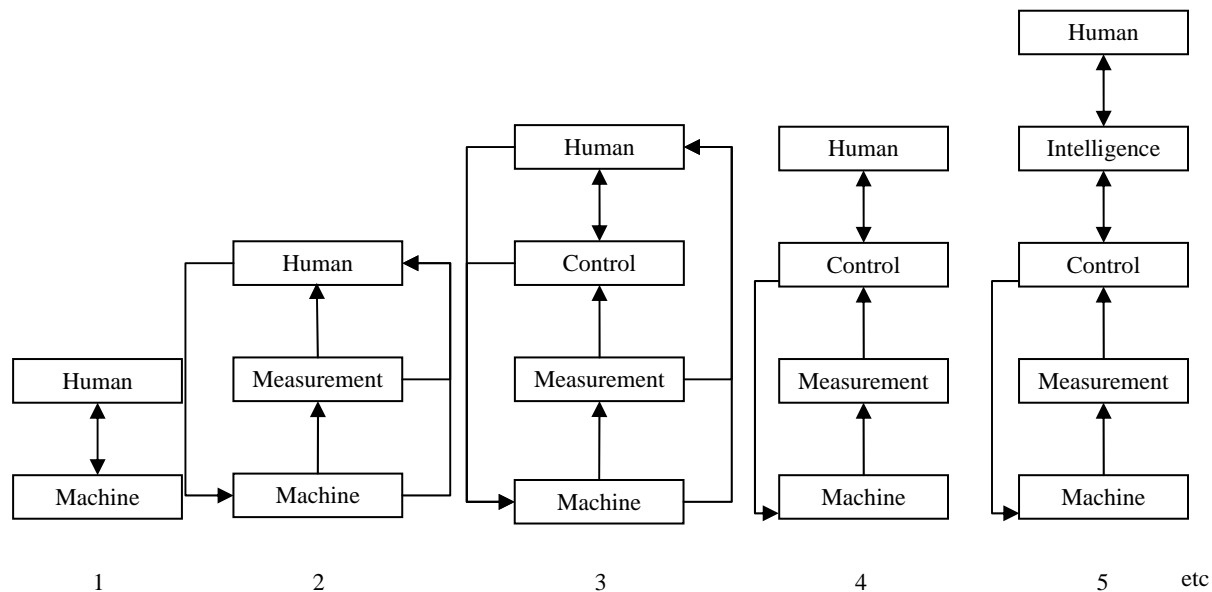 Human
Machine
1
Human
Measurement
Machine
2
Human
Control
Measurement
Machine
3
Human
Control
Measurement
Machine
4
Human
Intelligence
Control
Measurement
Machine
5
etc